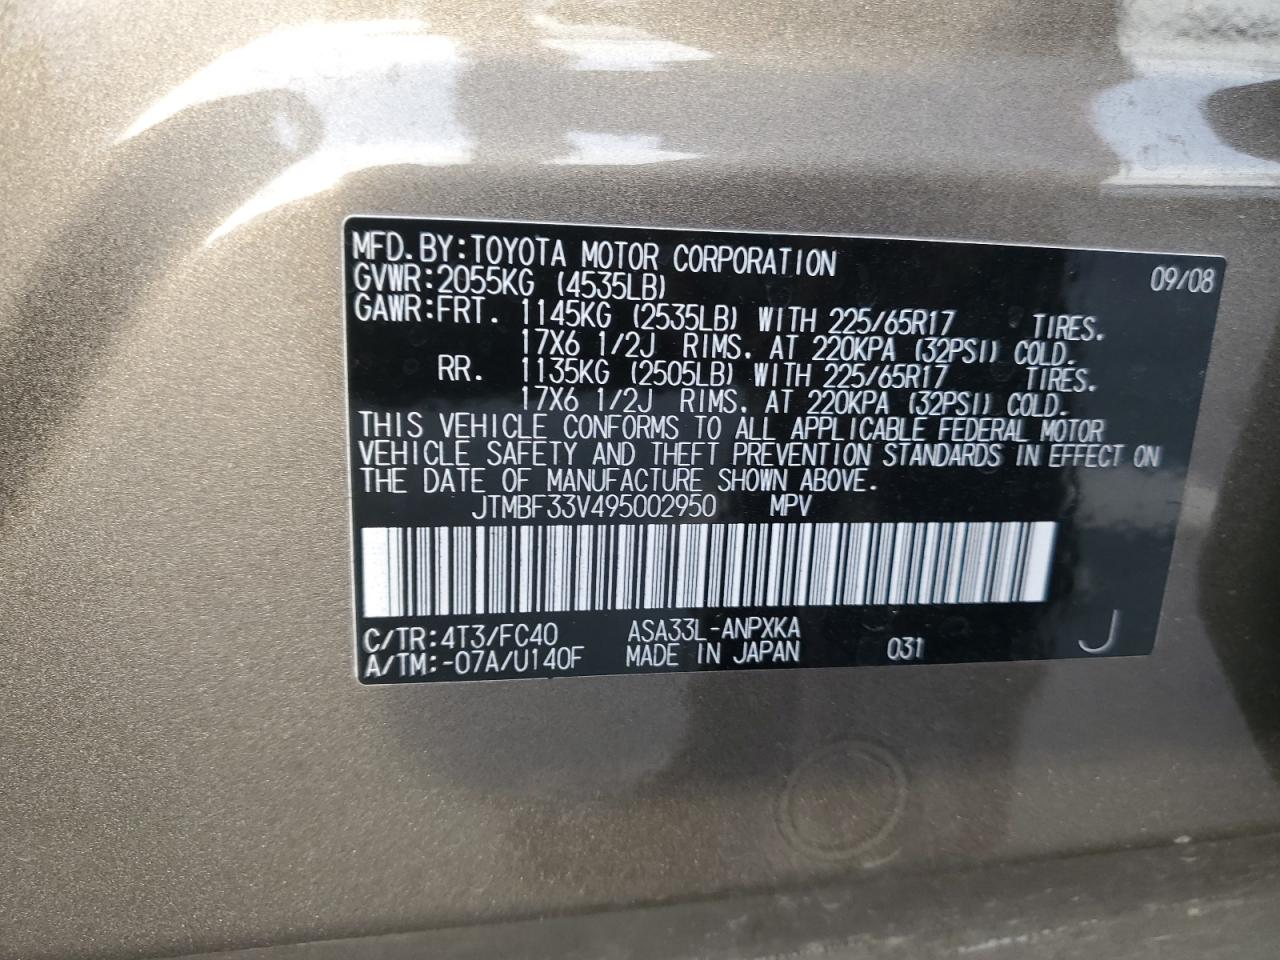 MFD. BY: TOYOTA MOTOR CORPORATION 09/08
GVWR: 2055KG (4535LB)
GAWR: FRT. 1145KG (2535LB) WITH 225/65R17 TIRES.
17X6 1/2J RIMS. AT 220KPA (32PSI) COLD.
RR. 1135KG (2505LB) WITH 225/65R17 TIRES.
17X6 1/2J RIMS. AT 220KPA (32PSI) COLD.
THIS VEHICLE CONFORMS TO ALL APPLICABLE FEDERAL MOTOR
VEHICLE SAFETY AND THEFT PREVENTION STANDARDS IN EFFECT ON
THE DATE OF MANUFACTURE SHOWN ABOVE.
JTMBF33V495002950 MPV
C/TR: 4T3/FC40 ASA33L-ANPXKA
A/TM: -07A/U140F MADE IN JAPAN 031 J